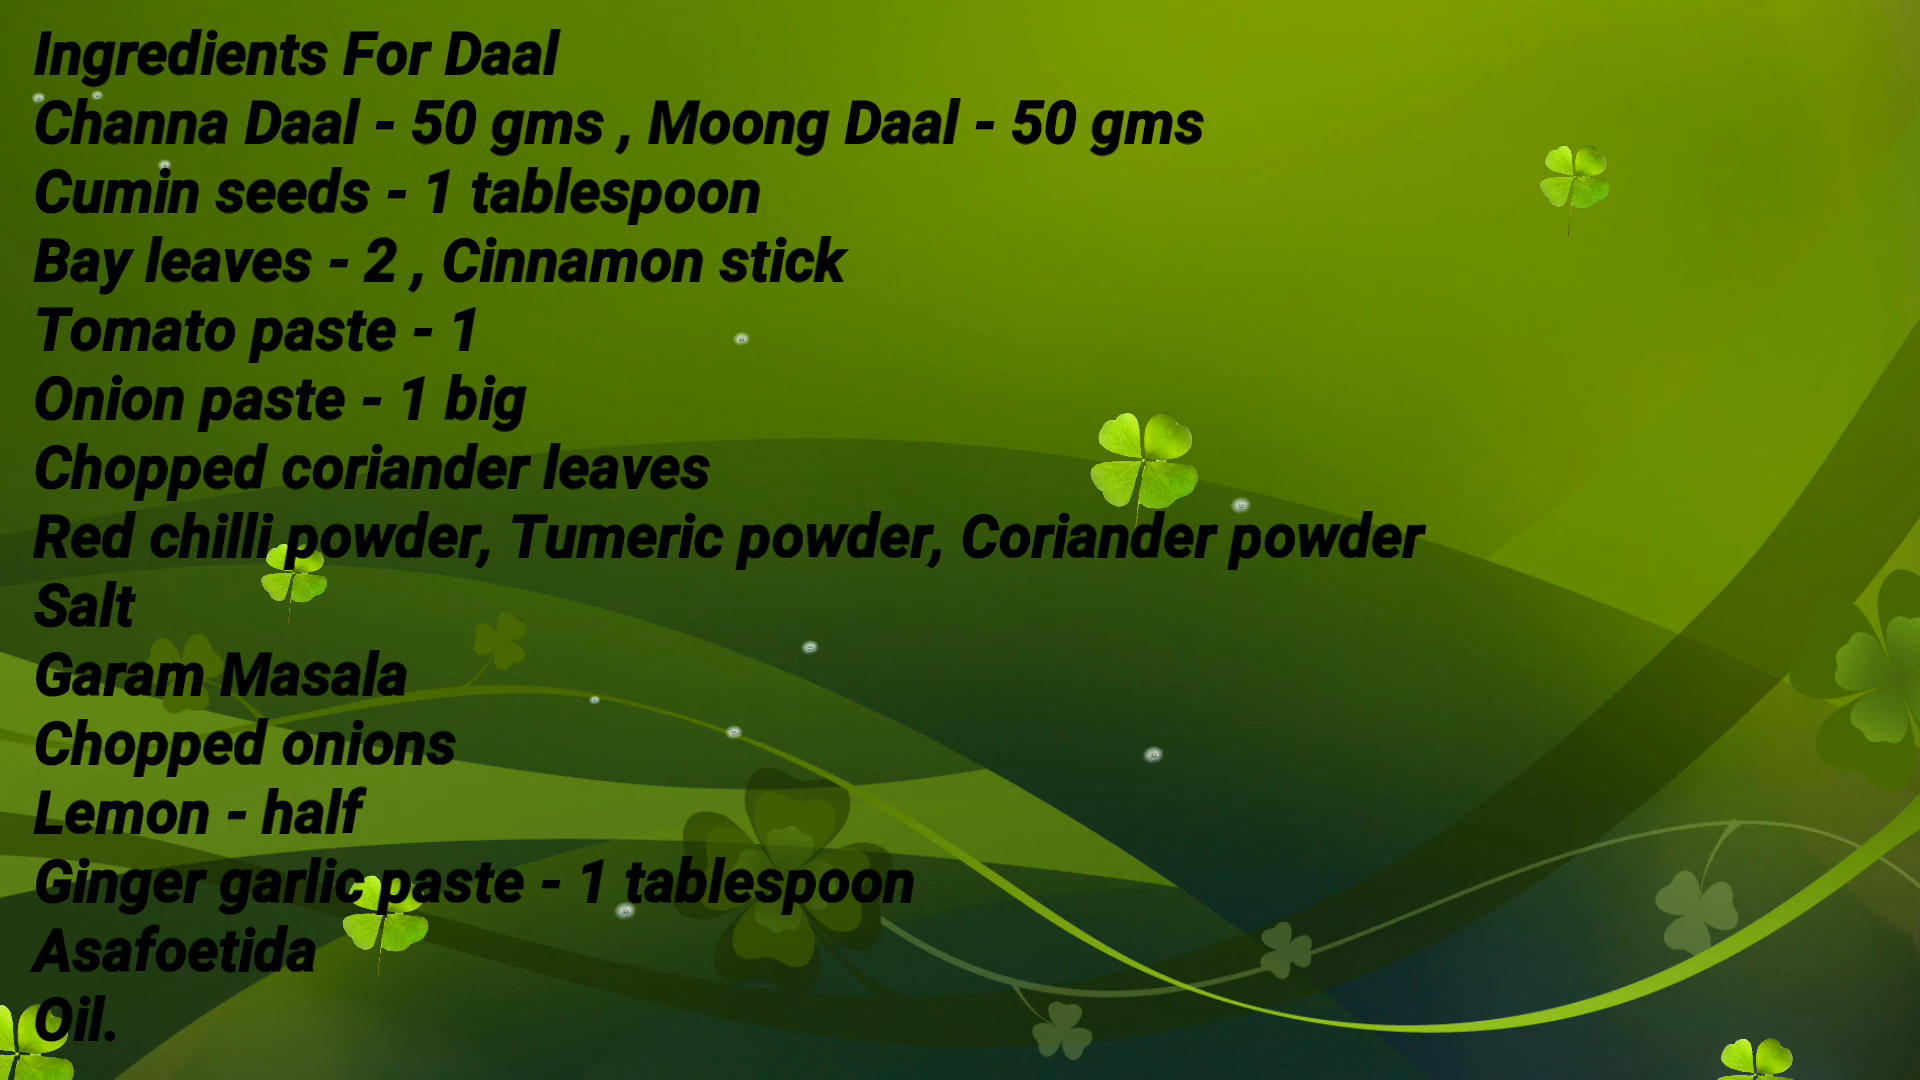 Ingredients For Daal
Channa Daal - 50 gms , Moong Daal - 50 gms
Cumin seeds - 1 tablespoon
Bay leaves - 2 , Cinnamon stick
Tomato paste - 1
Onion paste - 1 big
Chopped coriander leaves
Red chilli powder, Tumeric powder, Coriander powder
Salt
Garam Masala
Chopped onions
Lemon - half
Ginger garlic paste - 1 tablespoon
Asafoetida
Oil.